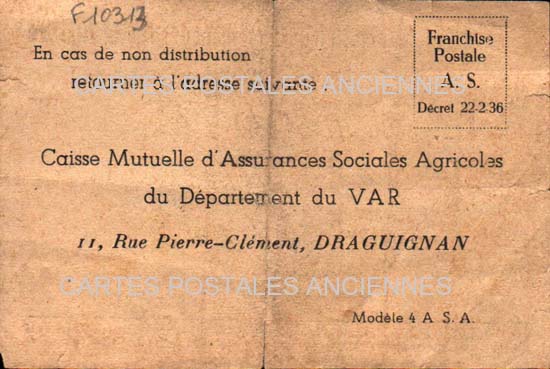 F10313
En cas de non distribution
retourner à l'adresse suivante
Franchise
Postale
A. S.
Décret 22-2-36
CARTES POSTALES ANCIENNES
Caisse Mutuelle d'Assurances Sociales Agricoles
du Département du VAR
11, Rue Pierre-Clément, DRAGUIGNAN
CARTES POSTALES ANCIENNES
Modèle 4 A S. A.